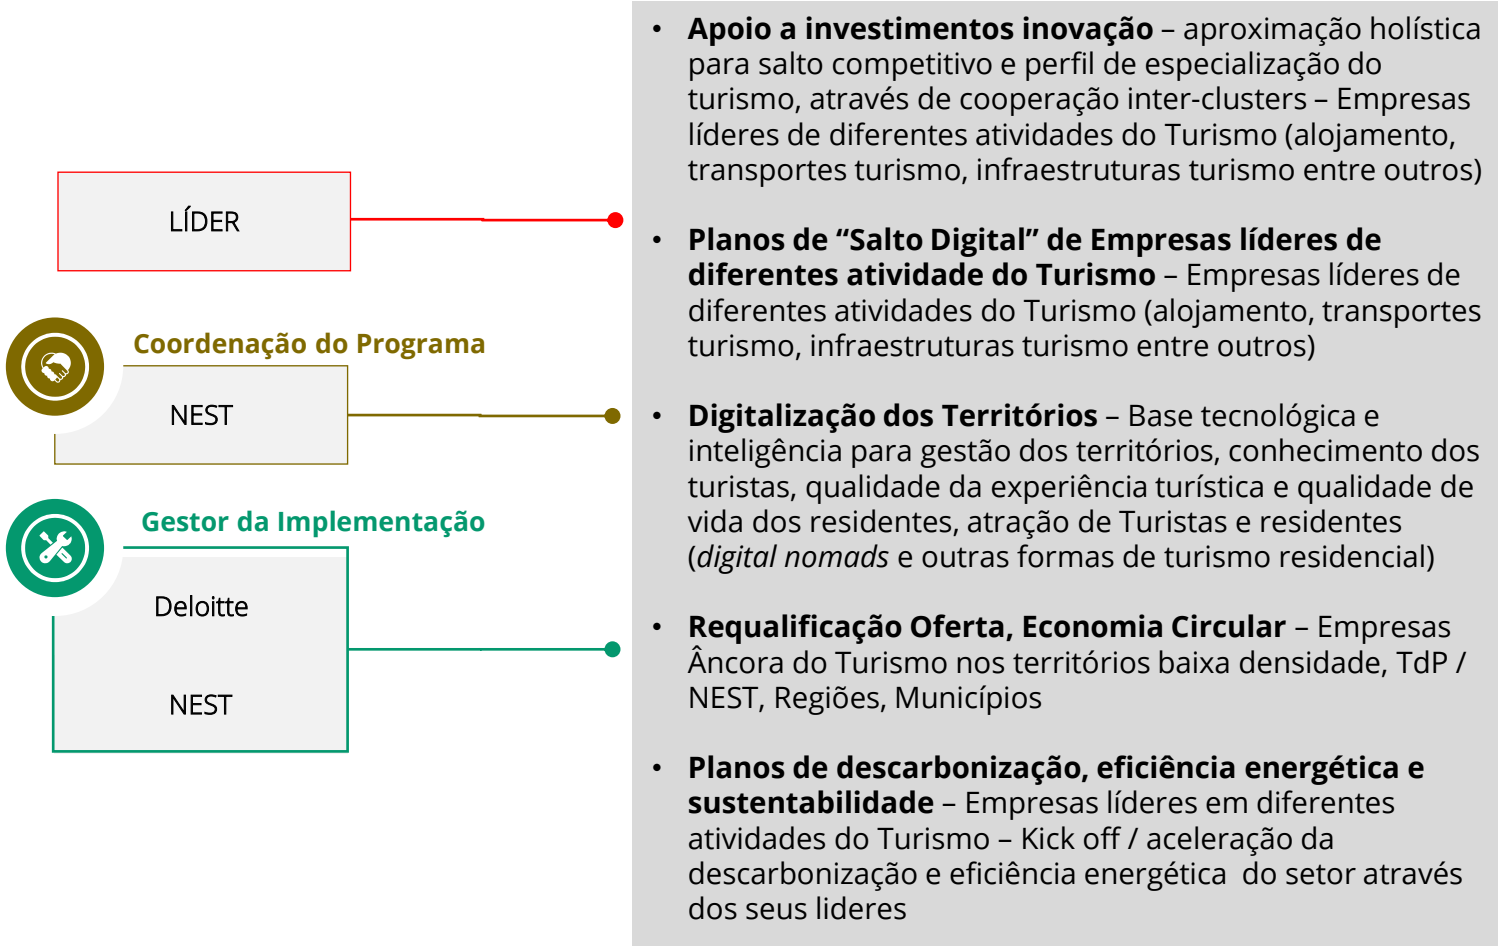 LÍDER
Coordenação do Programa
NEST
Gestor da Implementação
Deloitte
NEST
• Apoio a investimentos inovação – aproximação holística
para salto competitivo e perfil de especialização do
turismo, através de cooperação inter-clusters – Empresas
líderes de diferentes atividades do Turismo (alojamento,
transportes turismo, infraestruturas turismo entre outros)
• Planos de “Salto Digital” de Empresas líderes de
diferentes atividade do Turismo – Empresas líderes de
diferentes atividades do Turismo (alojamento, transportes
turismo, infraestruturas turismo entre outros)
• Digitalização dos Territórios – Base tecnológica e
inteligência para gestão dos territórios, conhecimento dos
turistas, qualidade da experiência turística e qualidade de
vida dos residentes, atração de Turistas e residentes
(digital nomads e outras formas de turismo residencial)
• Requalificação Oferta, Economia Circular – Empresas
Âncora do Turismo nos territórios baixa densidade, TdP /
NEST, Regiões, Municípios
• Planos de descarbonização, eficiência energética e
sustentabilidade – Empresas líderes em diferentes
atividades do Turismo – Kick off / aceleração da
descarbonização e eficiência energética  do setor através
dos seus lideres